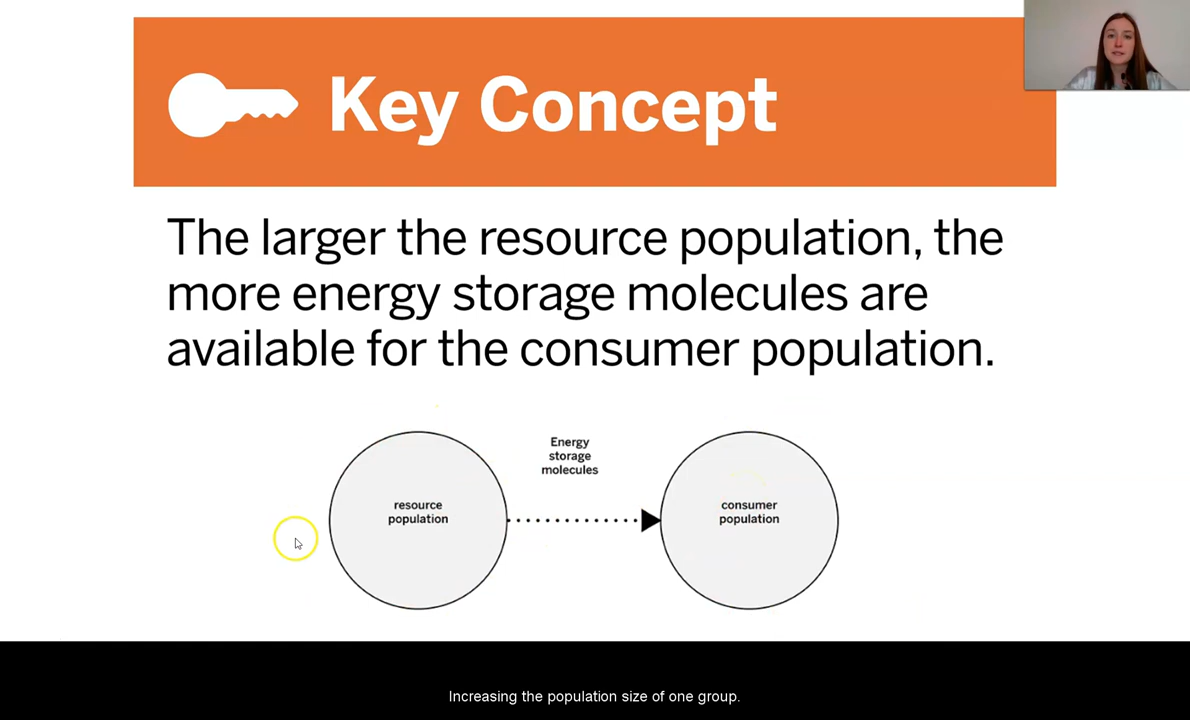 Key Concept
The larger the resource population, the
more energy storage molecules are
available for the consumer population.
Energy
storage
molecules
resource
population
consumer
population
Increasing the population size of one group.